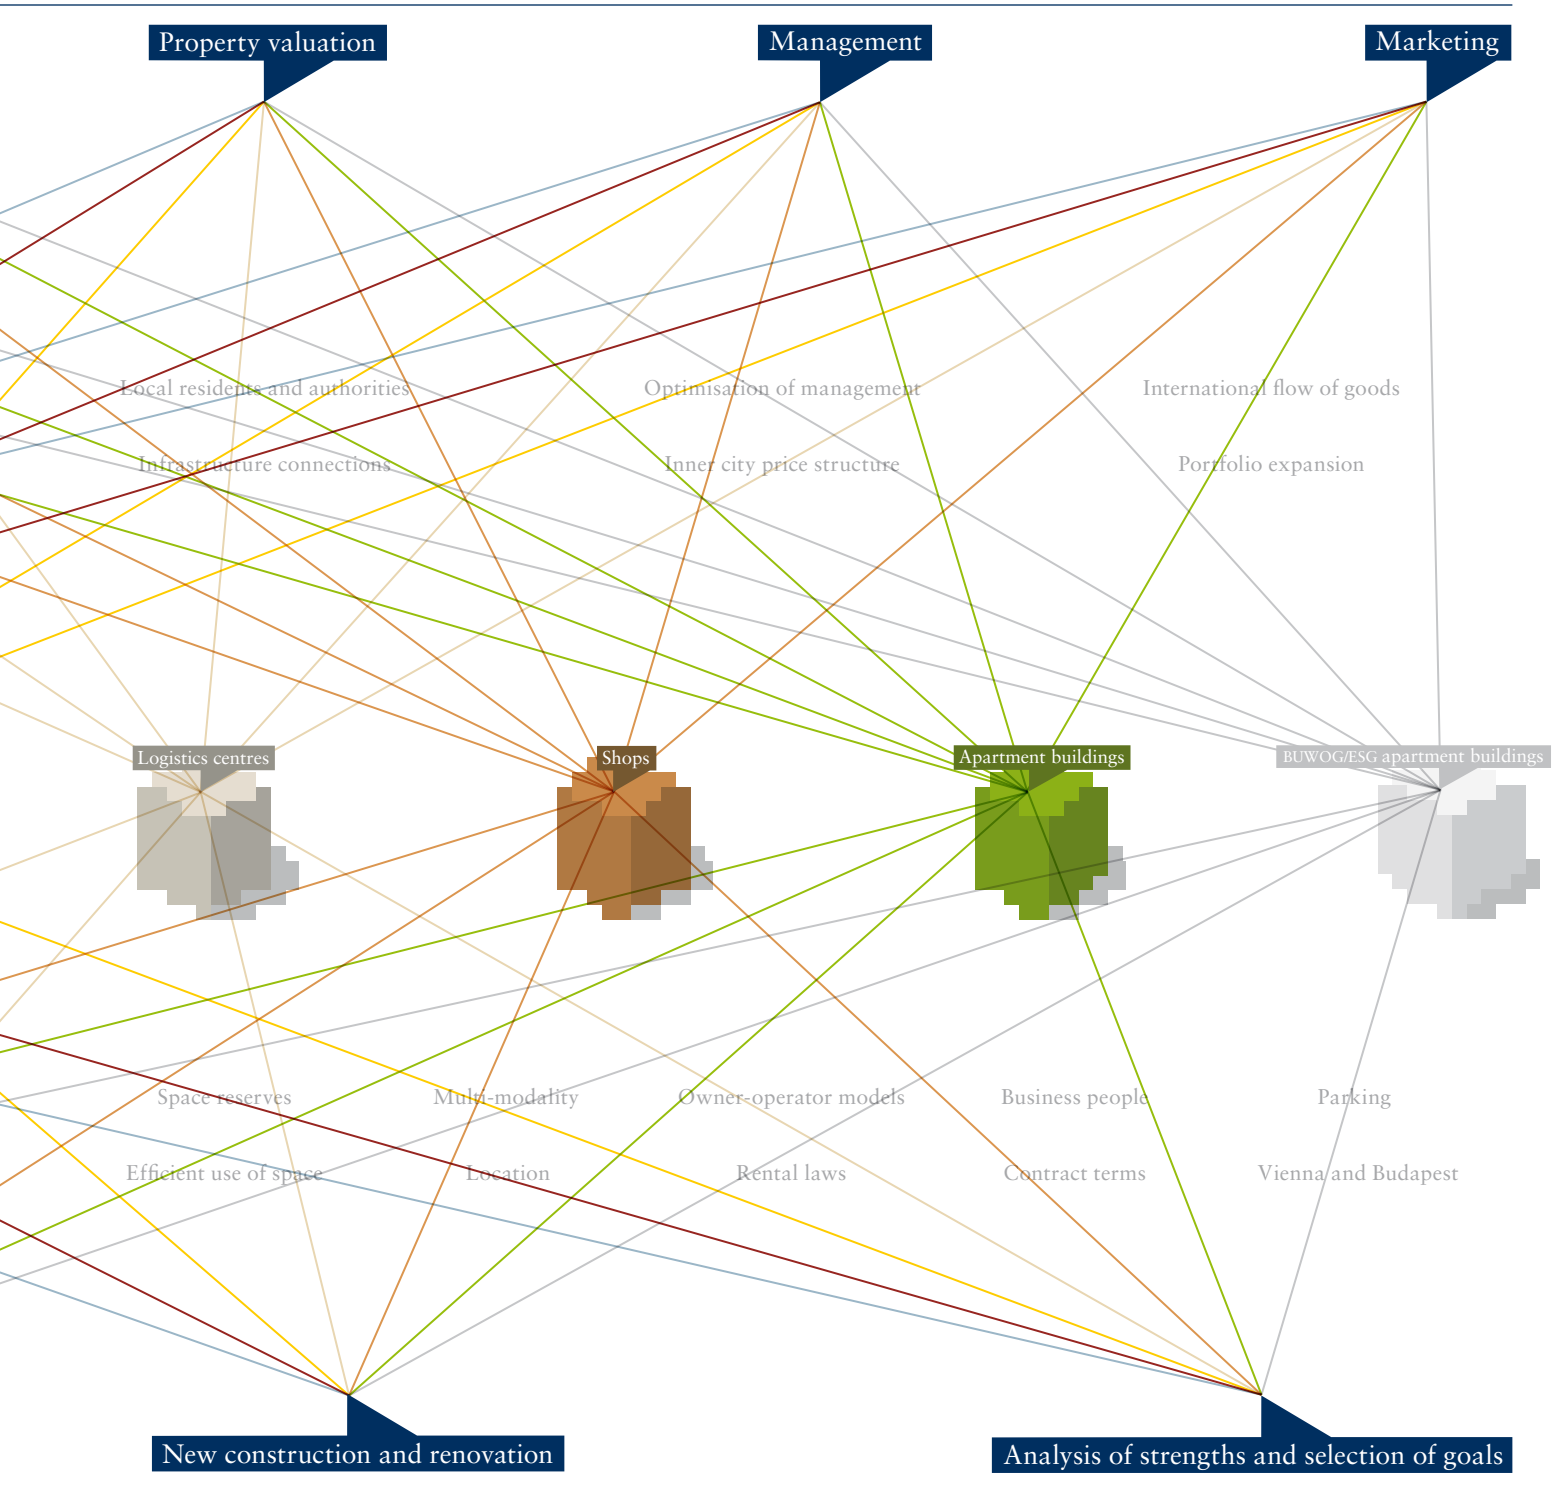 Property valuation
Management
Marketing
Local residents and authorities
Optimisation of management
International flow of goods
Infrastructure connections
Inner city price structure
Portfolio expansion
Logistics centres
Shops
Apartment buildings
BUWOG/ESG apartment buildings
Space reserves
Multi-modality
Owner-operator models
Business people
Parking
Efficient use of space
Location
Rental laws
Contract terms
Vienna and Budapest
New construction and renovation
Analysis of strengths and selection of goals